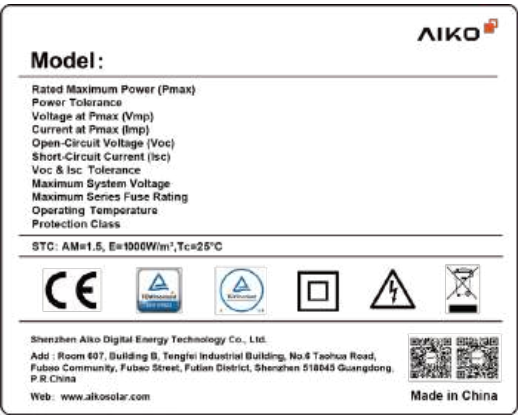 AIKO
Model:
Rated Maximum Power (Pmax)
Power Tolerance
Voltage at Pmax (Vmp)
Current at Pmax (Imp)
Open-Circuit Voltage (Voc)
Short-Circuit Current (Isc)
Voc & Isc Tolerance
Maximum System Voltage
Maximum Series Fuse Rating
Operating Temperature
Protection Class
STC: AM=1.5, E=1000W/m²,Tc=25°C
CE
Shenzhen Aiko Digital Energy Technology Co., Ltd.
Add : Room 607, Building B, Tengfei Industrial Building, No.6 Taohua Road,
Fubao Community, Fubao Street, Futian District, Shenzhen 518045 Guangdong,
P.R.China
Web: www.aikosolar.com
Made in China